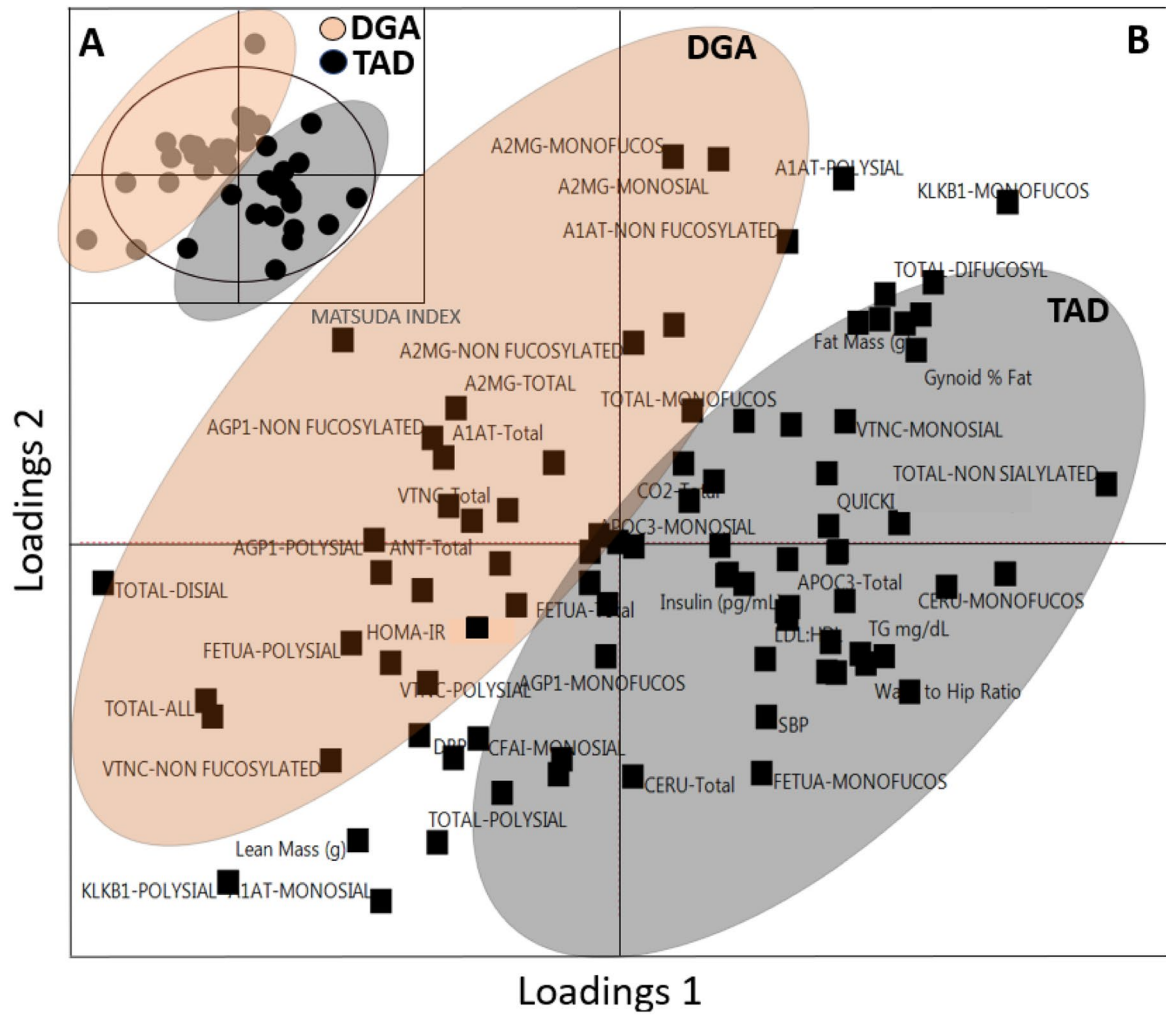 A
DGA
TAD
DGA
B
A2MG-MONOFUCOS
A2MG-MONOSIAL
A1AT-POLYSIAL
KLKB1-MONOFUCOS
A1AT-NON FUCOSYLATED
TOTAL-DIFUCOSYL
MATSUDA INDEX
TAD
A2MG-NON FUCOSYLATED
Fat Mass (g
Gynoid % Fat
A2MG-TOTAL
TOTAL-MONOFUCOS
AGP1-NON FUCOSYLATED
A1AT-Total
VTNC-MONOSIAL
TOTAL-NON SIALYLATED
VTNC-Total
CO2-Total
QUICKI
APOC3-MONOSIAL
AGP1-POLYSIAL
ANT-Total
TOTAL-DISIAL
APOC3-Total
CERU-MONOFUCOS
FETUA-Total
Insulin (pg/mL
HOMA-IR
LDL:HDL
TG mg/dL
FETUA-POLYSIAL
VTNC-POLYSIAL
AGP1-MONOFUCOS
to Hip Ratio
TOTAL-ALL
SBP
DBP
CFAI-MONOSIAL
VTNC-NON FUCOSYLATED
CERU-Total
FETUA-MONOFUCOS
TOTAL-POLYSIAL
Lean Mass (g)
KLKB1-POLYSIAL
A1AT-MONOSIAL
Loadings 2
Loadings 1